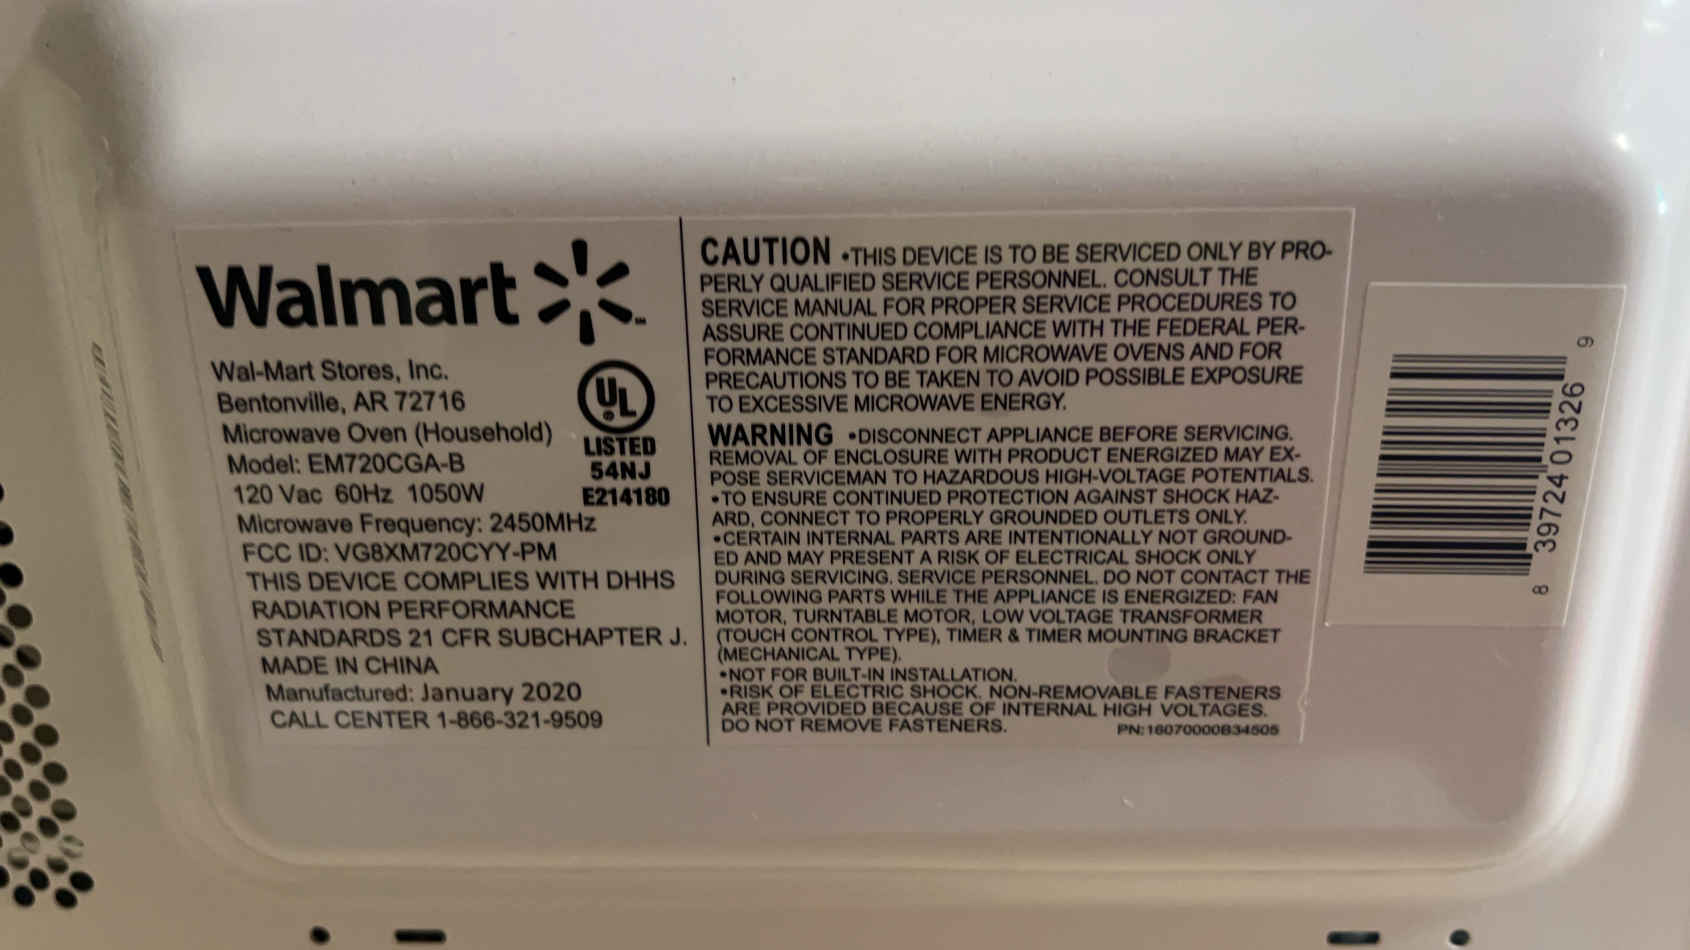 Walmart
Wal-Mart Stores, Inc.
Bentonville, AR 72716
Microwave Oven (Household)
Model: EM720CGA-B
120 Vac 60Hz 1050W
Microwave Frequency: 2450MHz
FCC ID: VG8XM720CYY-PM
THIS DEVICE COMPLIES WITH DHHS
RADIATION PERFORMANCE
STANDARDS 21 CFR SUBCHAPTER J.
MADE IN CHINA
Manufactured: January 2020
CALL CENTER 1-866-321-9509
UL
LISTED
54NJ
E214180
CAUTION •THIS DEVICE IS TO BE SERVICED ONLY BY PRO-
PERLY QUALIFIED SERVICE PERSONNEL. CONSULT THE
SERVICE MANUAL FOR PROPER SERVICE PROCEDURES TO
ASSURE CONTINUED COMPLIANCE WITH THE FEDERAL PER-
FORMANCE STANDARD FOR MICROWAVE OVENS AND FOR
PRECAUTIONS TO BE TAKEN TO AVOID POSSIBLE EXPOSURE
TO EXCESSIVE MICROWAVE ENERGY.
WARNING •DISCONNECT APPLIANCE BEFORE SERVICING.
REMOVAL OF ENCLOSURE WITH PRODUCT ENERGIZED MAY EX-
POSE SERVICEMAN TO HAZARDOUS HIGH-VOLTAGE POTENTIALS.
•TO ENSURE CONTINUED PROTECTION AGAINST SHOCK HAZ-
ARD, CONNECT TO PROPERLY GROUNDED OUTLETS ONLY.
•CERTAIN INTERNAL PARTS ARE INTENTIONALLY NOT GROUND-
ED AND MAY PRESENT A RISK OF ELECTRICAL SHOCK ONLY
DURING SERVICING. SERVICE PERSONNEL. DO NOT CONTACT THE
FOLLOWING PARTS WHILE THE APPLIANCE IS ENERGIZED: FAN
MOTOR, TURNTABLE MOTOR, LOW VOLTAGE TRANSFORMER
(TOUCH CONTROL TYPE), TIMER & TIMER MOUNTING BRACKET
(MECHANICAL TYPE).
•NOT FOR BUILT-IN INSTALLATION.
•RISK OF ELECTRIC SHOCK. NON-REMOVABLE FASTENERS
ARE PROVIDED BECAUSE OF INTERNAL HIGH VOLTAGES.
DO NOT REMOVE FASTENERS.
PN:16070000B34505
8 39724 01326 9